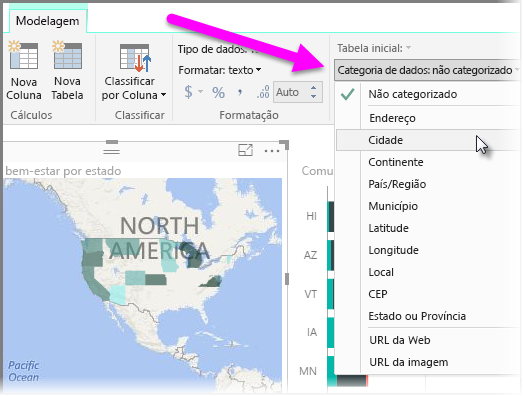 Modelagem
Nova
Coluna
Nova
Tabela
Cálculos
Classificar
por Coluna
Classificar
Tipo de dados:
Formatar: texto
$ % , .00 Auto
Formatação
Tabela inicial:
Categoria de dados: não categorizado
Não categorizado
Endereço
Cidade
Continente
País/Região
Município
Latitude
Longitude
Local
CEP
Estado ou Província
URL da Web
URL da imagem
bem-estar por estado
NORTH
AMERICA
Pacific
Ocean
HI
AZ
VT
IA
MN